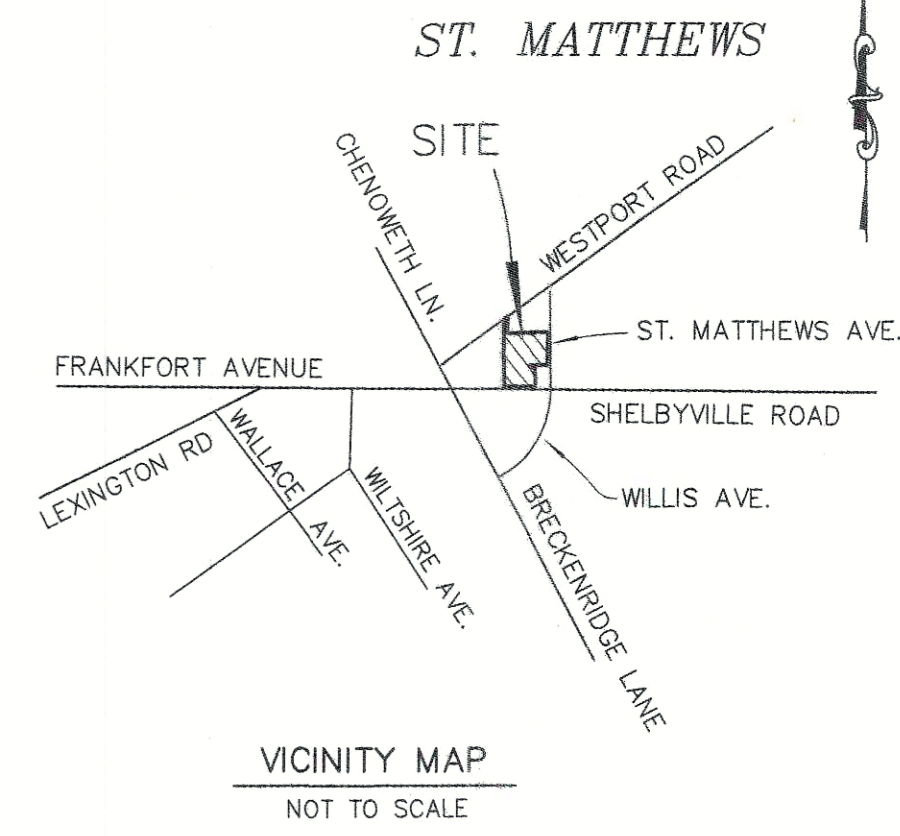 ST. MATTHEWS
SITE
CHENOWETH LN.
WESTPORT ROAD
ST. MATTHEWS AVE.
FRANKFORT AVENUE
SHELBYVILLE ROAD
LEXINGTON RD
WALLACE AVE.
WILTSHIRE AVE.
WILLIS AVE.
BRECKENRIDGE LANE
VICINITY MAP
NOT TO SCALE